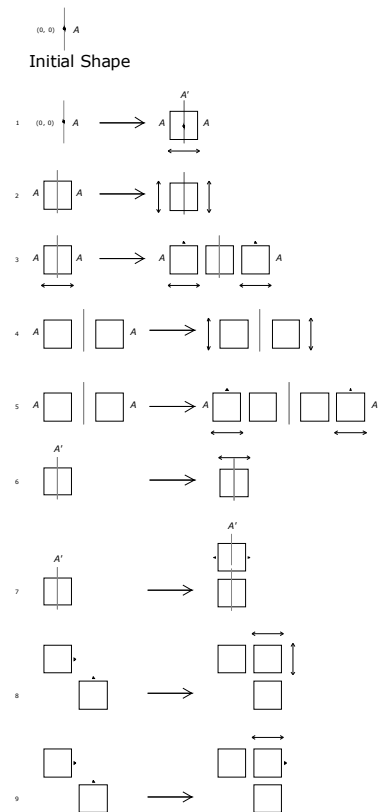 (0, 0) A
Initial Shape
A'
1 (0, 0) A A A
2 A A
3 A A A A
4 A A
5 A A A A
A'
6
A'
A'
7
8
9